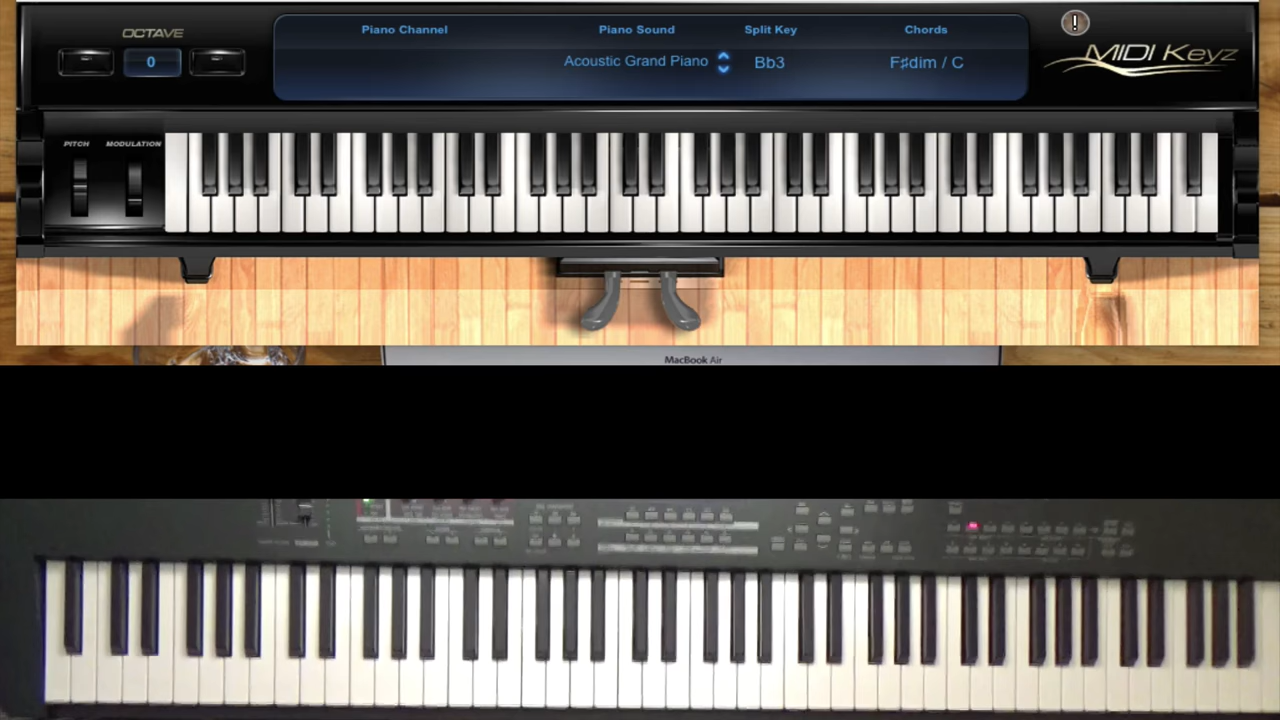 OCTAVE
0
Piano Channel
Piano Sound
Split Key
Chords
Acoustic Grand Piano
Bb3
F♯dim / C
!
MIDI Keyz
PITCH
MODULATION
MacBook Air